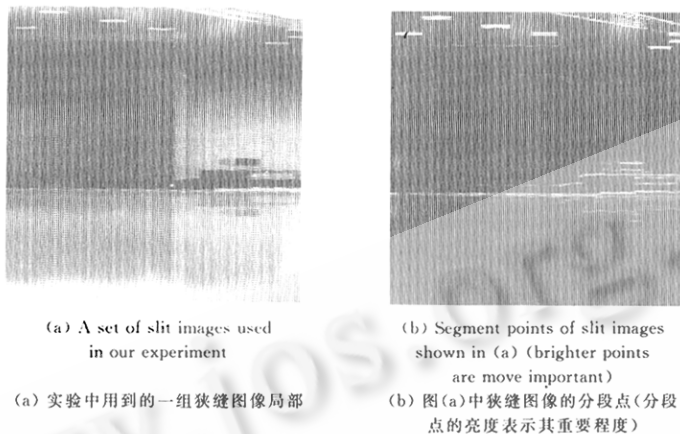 (a) A set of slit images used
in our experiment
(a) 实验中用到的一组狭缝图像局部
(b) Segment points of slit images
shown in (a) (brighter points
are move important)
(b) 图(a)中狭缝图像的分段点(分段
点的亮度表示其重要程度)